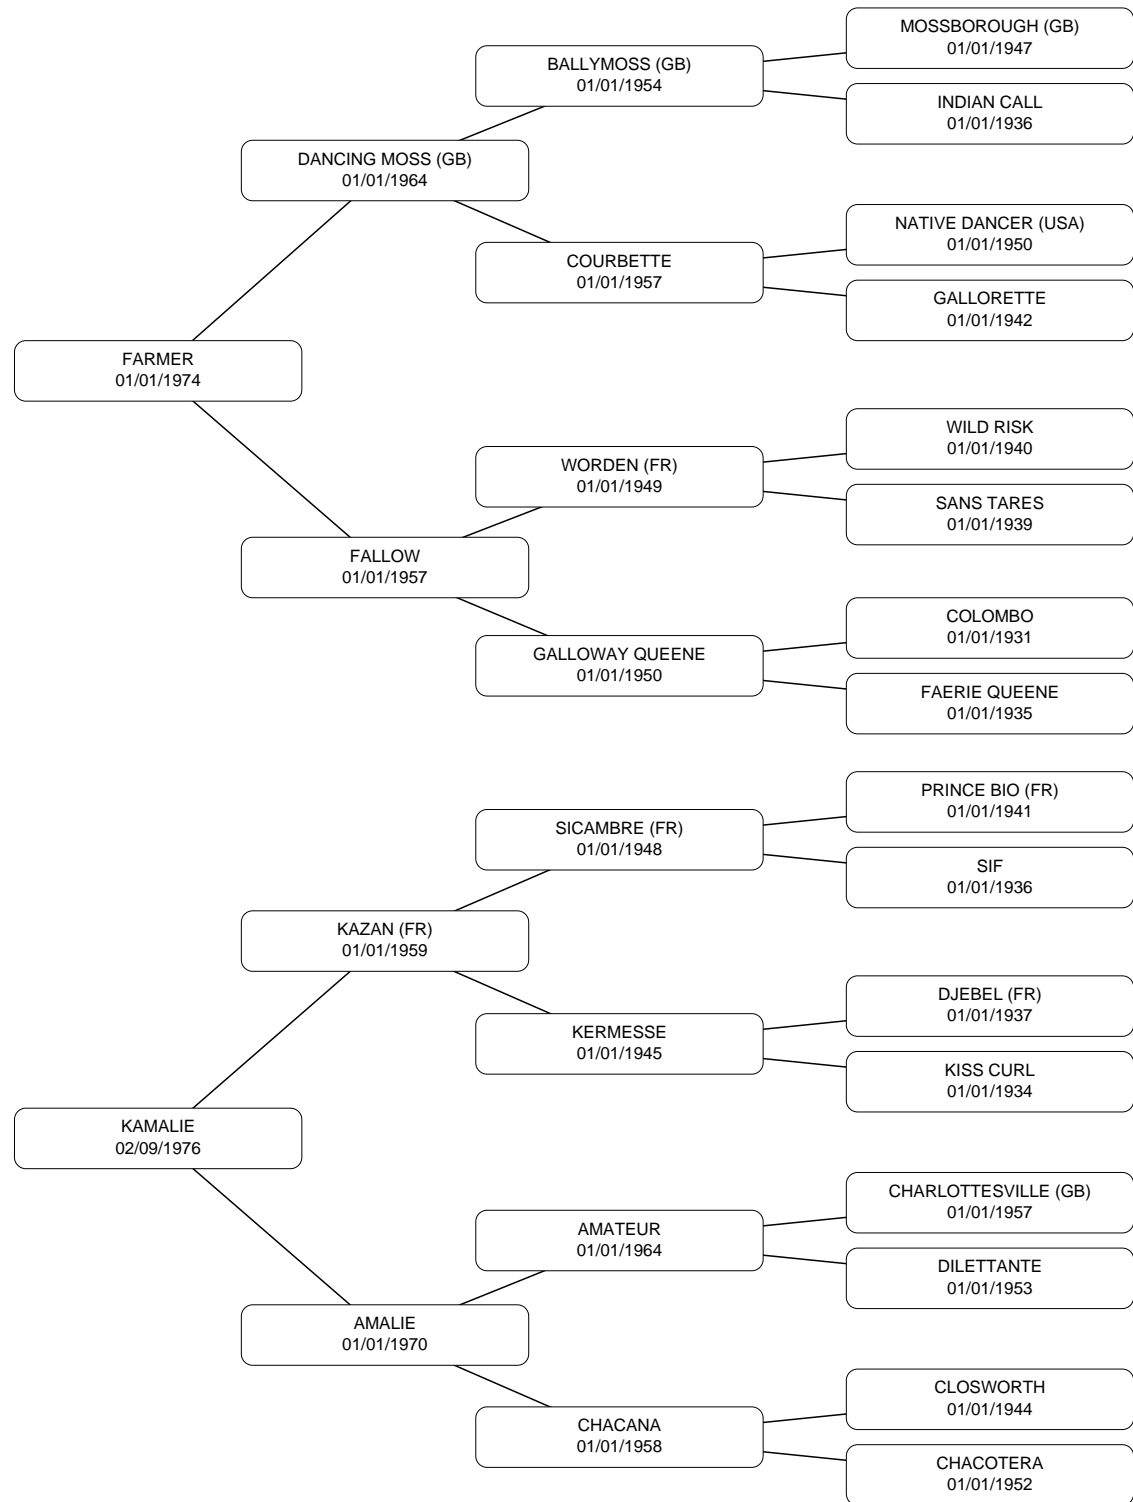 MOSSBOROUGH (GB)
01/01/1947
BALLYMOSS (GB)
01/01/1954
INDIAN CALL
01/01/1936
DANCING MOSS (GB)
01/01/1964
NATIVE DANCER (USA)
01/01/1950
COURBETTE
01/01/1957
GALLORETTE
01/01/1942
FARMER
01/01/1974
WILD RISK
01/01/1940
WORDEN (FR)
01/01/1949
SANS TARES
01/01/1939
FALLOW
01/01/1957
COLOMBO
01/01/1931
GALLOWAY QUEENE
01/01/1950
FAERIE QUEENE
01/01/1935
PRINCE BIO (FR)
01/01/1941
SICAMBRE (FR)
01/01/1948
SIF
01/01/1936
KAZAN (FR)
01/01/1959
DJEBEL (FR)
01/01/1937
KERMESSE
01/01/1945
KISS CURL
01/01/1934
KAMALIE
02/09/1976
CHARLOTTESVILLE (GB)
01/01/1957
AMATEUR
01/01/1964
DILETTANTE
01/01/1953
AMALIE
01/01/1970
CLOSWORTH
01/01/1944
CHACANA
01/01/1958
CHACOTERA
01/01/1952